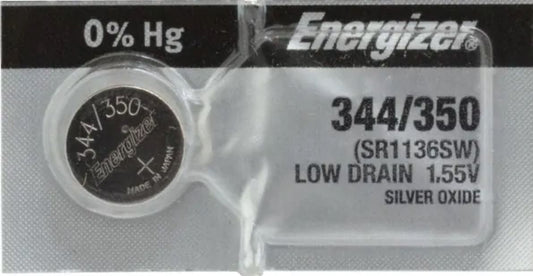 0% Hg
Energizer®
344/350
Energizer
+
MADE IN JAPAN
344/350
(SR1136SW)
LOW DRAIN 1.55V
SILVER OXIDE